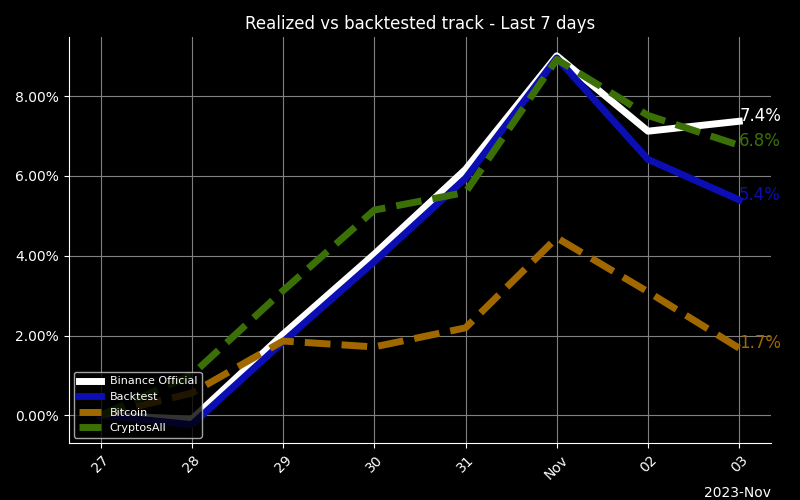 Realized vs backtested track - Last 7 days
8.00%
6.00%
4.00%
2.00%
0.00%
7.4%
6.8%
5.4%
1.7%
Binance Official
Backtest
Bitcoin
CryptosAll
27
28
29
30
31
Nov
02
03
2023-Nov